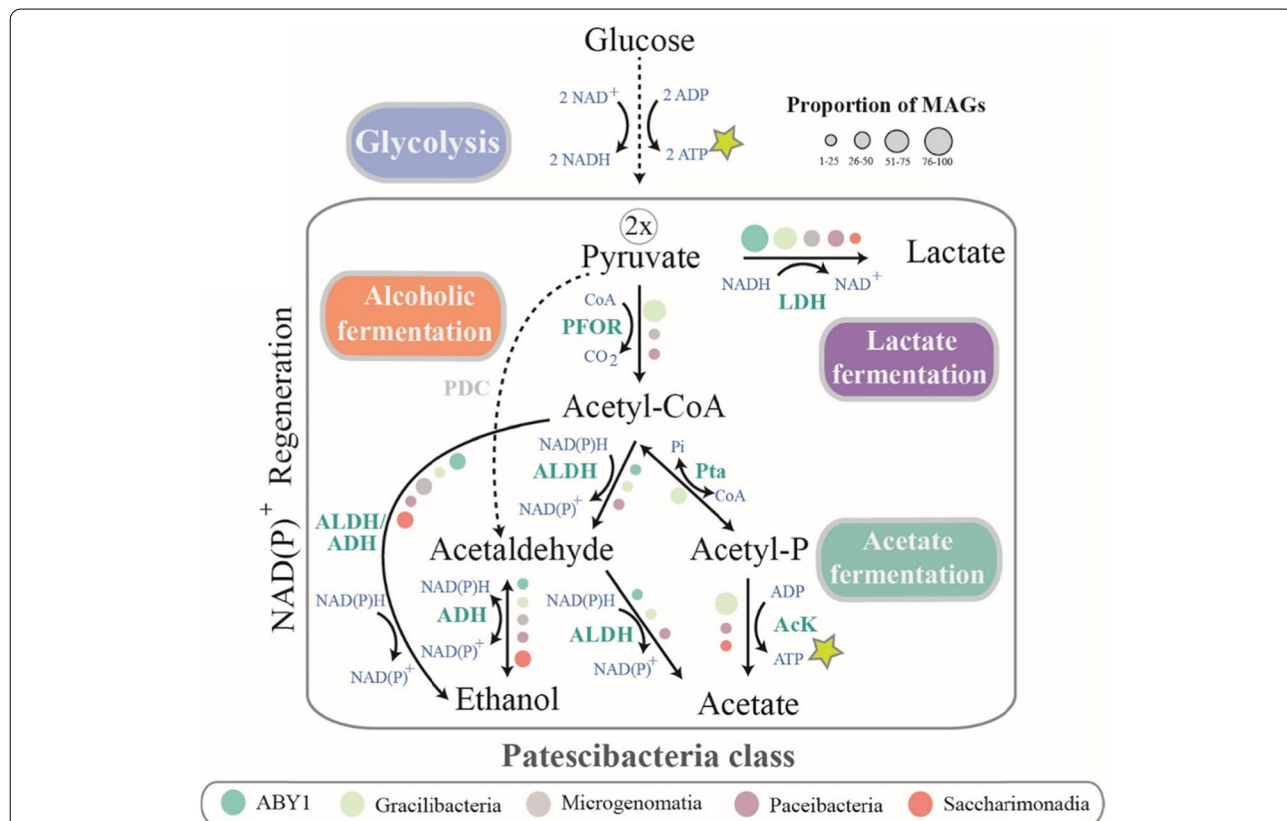 Glucose
2 NAD+
2 ADP
2 NADH
2 ATP
Glycolysis
Proportion of MAGs
1-25
26-50
51-75
76-100
2x
Pyruvate
Lactate
NADH
NAD+
LDH
Alcoholic
fermentation
CoA
PFOR
CO2
Lactate
fermentation
PDC
NAD(P)+ Regeneration
Acetyl-CoA
NAD(P)H
ALDH
NAD(P)+
Pi
Pta
CoA
ALDH/
ADH
Acetaldehyde
Acetyl-P
Acetate
fermentation
NAD(P)H
NAD(P)+
NAD(P)H
ADH
NAD(P)+
NAD(P)H
ALDH
NAD(P)+
ADP
AcK
ATP
Ethanol
Acetate
Patescibacteria class
ABY1
Gracilibacteria
Microgenomatia
Paceibacteria
Saccharimonadia